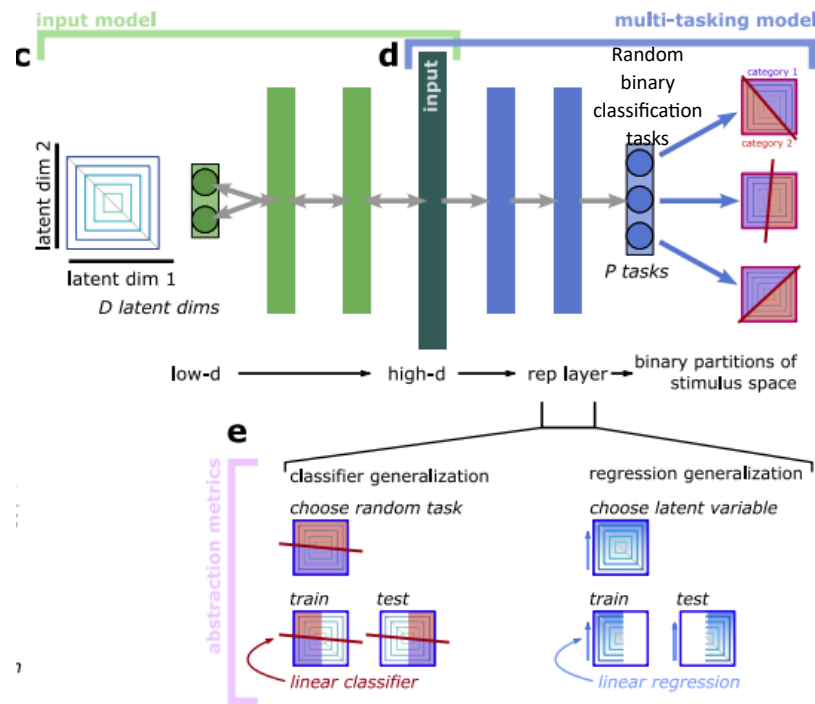 input model
multi-tasking model
c
d
Random
binary
classification
tasks
input
category 1
category 2
latent dim 2
latent dim 1
D latent dims
P tasks
low-d
high-d
rep layer
binary partitions of
stimulus space
e
abstraction metrics
classifier generalization
regression generalization
choose random task
choose latent variable
train
test
train
test
linear classifier
linear regression